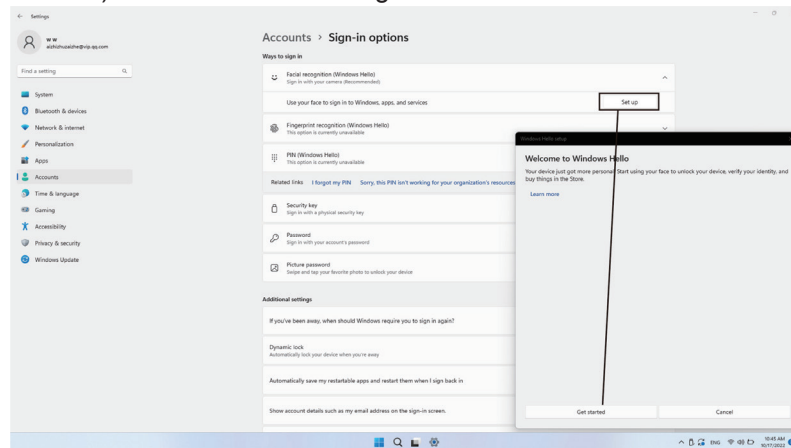 Settings
Accounts > Sign-in options
w w
Find a setting
System
Bluetooth & devices
Network & internet
Personalization
Apps
Accounts
Time & language
Gaming
Accessibility
Privacy & security
Windows Update
Ways to sign in
Facial recognition (Windows Hello)
Sign in with your camera (Recommended)
Use your face to sign in to Windows, apps, and services
Set up
Fingerprint recognition (Windows Hello)
This option is currently unavailable
PIN (Windows Hello)
This option is currently unavailable
Related links I forgot my PIN Sorry, this PIN isn't working for your organization's resources
Security key
Sign in with a physical security key
Password
Sign in with your account's password
Picture password
Swipe and tap your favorite photo to unlock your device
Additional settings
If you've been away, when should Windows require you to sign in again?
Dynamic lock
Automatically lock your device when you're away
Automatically save my restartable apps and restart them when I sign back in
Show account details such as my email address on the sign-in screen.
Windows Hello setup
Welcome to Windows Hello
Your device just got more personal. Start using your face to unlock your device, verify your identity, and
buy things in the Store.
Learn more
Get started
Cancel
ENG
10:45 AM
10/17/2022